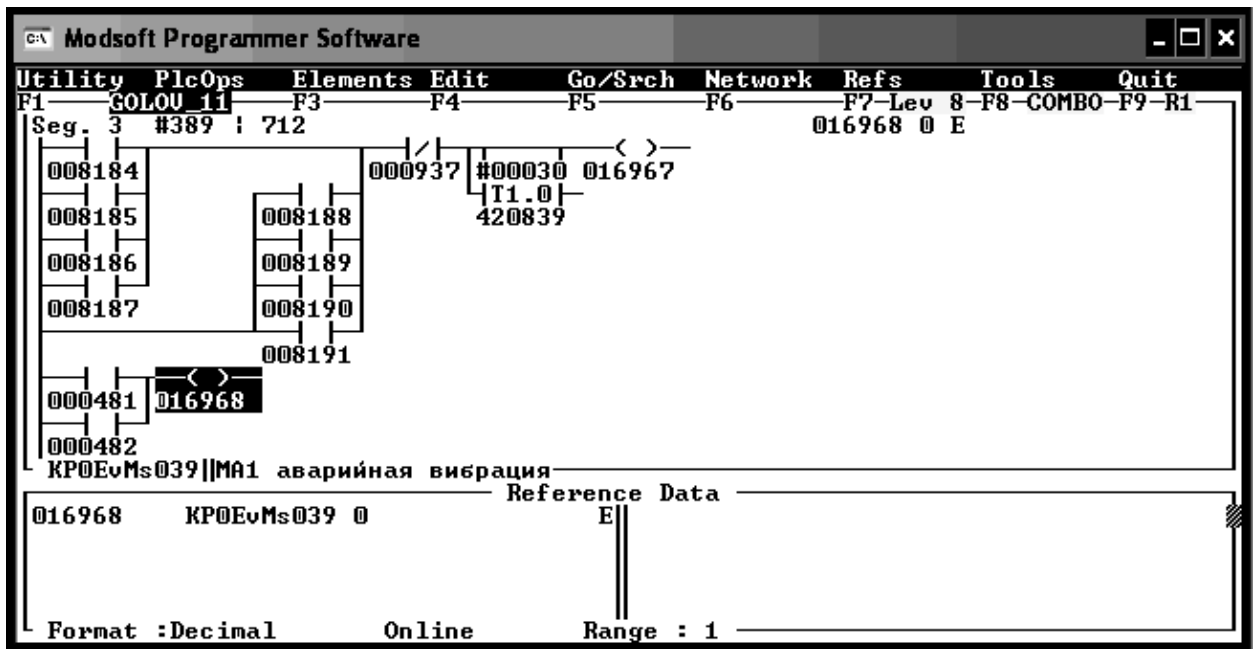 Modsoft Programmer Software
Utility PlcOps Elements Edit Go/Srch Network Refs Tools Quit
F1 GOLOV_11 F3 F4 F5 F6 F7-Lev 8-F8-COMBO-F9-R1
Seg. 3 #389 | 712 016968 0 E
008184 000937 #00030 016967
T1.0
008185 008188 420839
008186 008189
008187 008190
008191
000481 016968
000482
KP0EvMs039||MA1 аварийная вибрация
Reference Data
016968 KP0EvMs039 0 E
Format :Decimal Online Range : 1